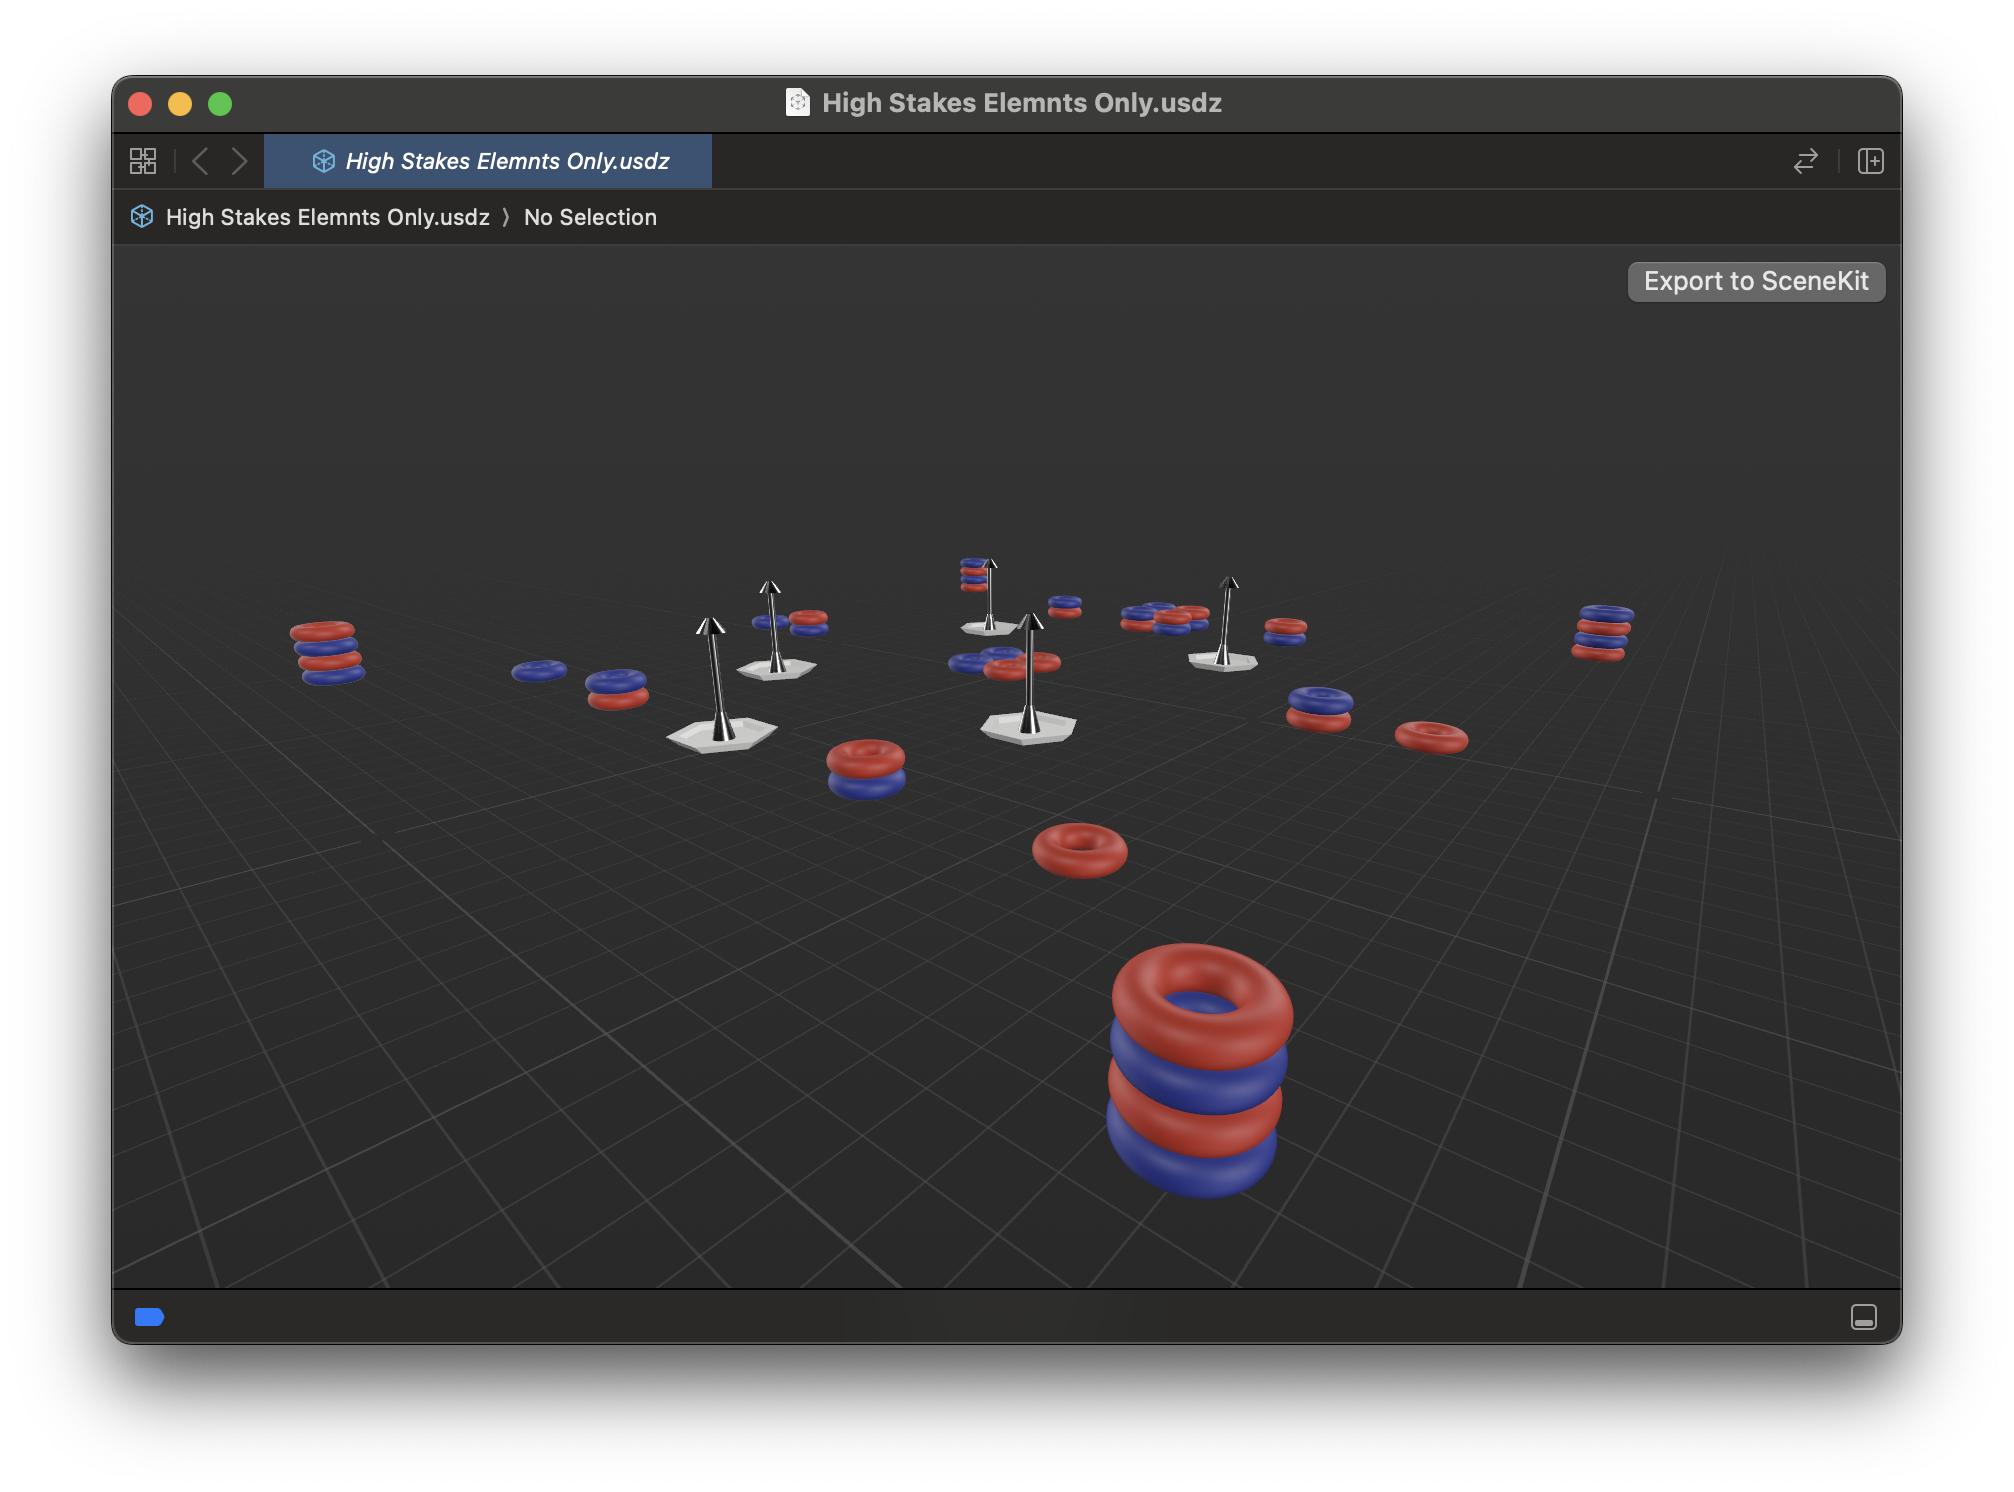 High Stakes Elemnts Only.usdz
High Stakes Elemnts Only.usdz
High Stakes Elemnts Only.usdz 〉 No Selection
Export to SceneKit